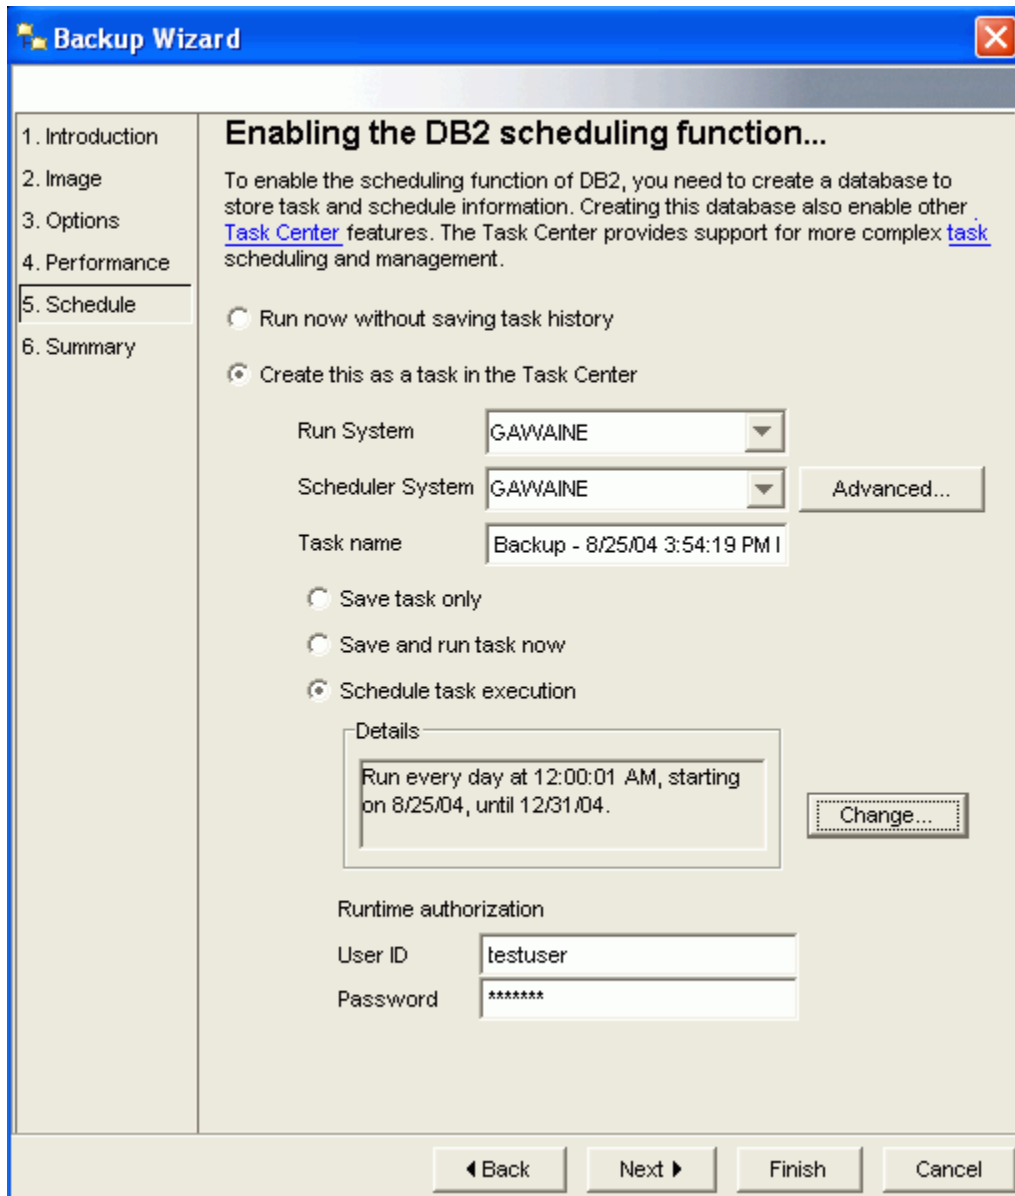 Backup Wizard
1. Introduction
2. Image
3. Options
4. Performance
5. Schedule
6. Summary
Enabling the DB2 scheduling function...
To enable the scheduling function of DB2, you need to create a database to
store task and schedule information. Creating this database also enable other
Task Center features. The Task Center provides support for more complex task
scheduling and management.
Run now without saving task history
Create this as a task in the Task Center
Run System GAWAINE
Scheduler System GAWAINE Advanced...
Task name Backup - 8/25/04 3:54:19 PM
Save task only
Save and run task now
Schedule task execution
Details
Run every day at 12:00:01 AM, starting
on 8/25/04, until 12/31/04.
Change...
Runtime authorization
User ID testuser
Password *******
Back Next Finish Cancel